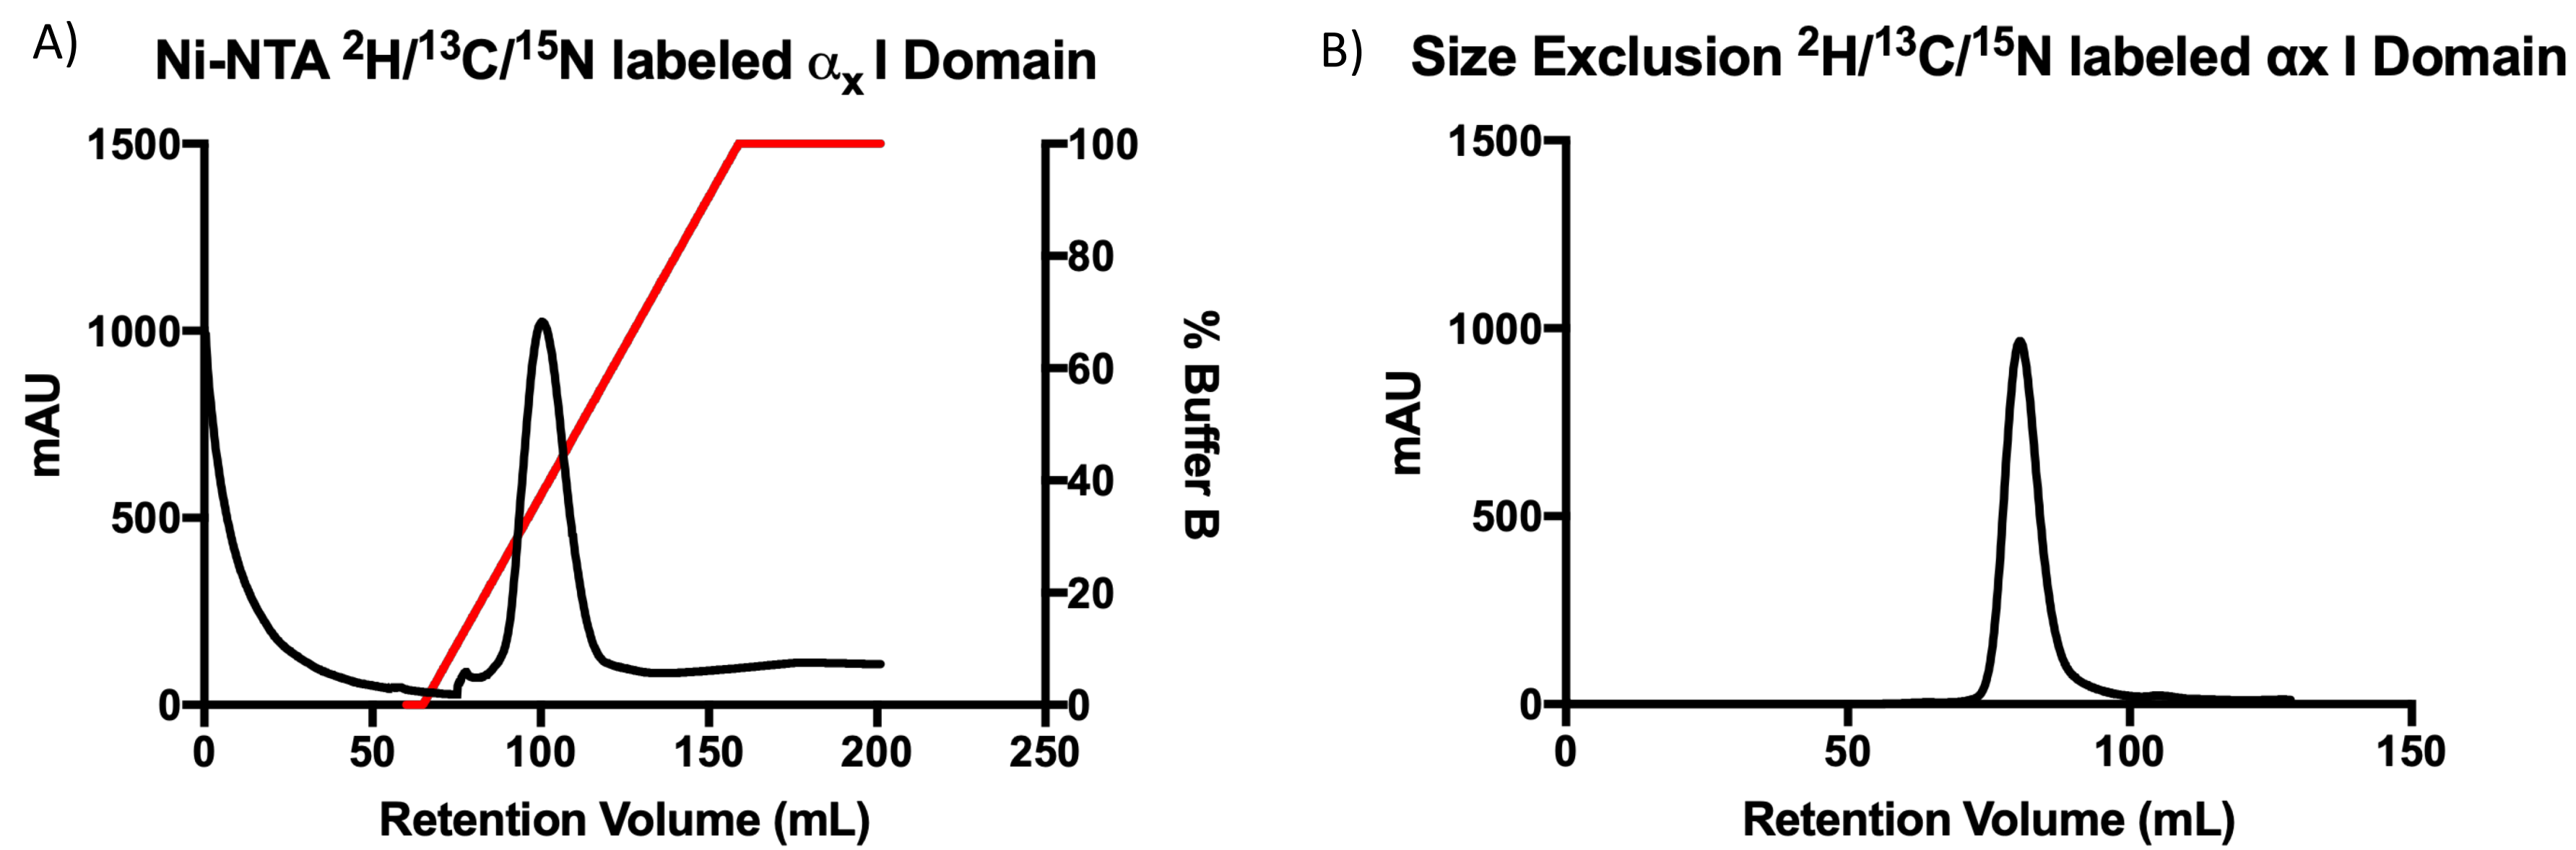 A)
Ni-NTA ²H/¹³C/¹⁵N labeled αₓ I Domain
1500
1000
500
0
mAU
100
80
60
40
20
0
% Buffer B
0 50 100 150 200 250
Retention Volume (mL)
B)
Size Exclusion ²H/¹³C/¹⁵N labeled αx I Domain
1500
1000
500
0
mAU
0 50 100 150
Retention Volume (mL)